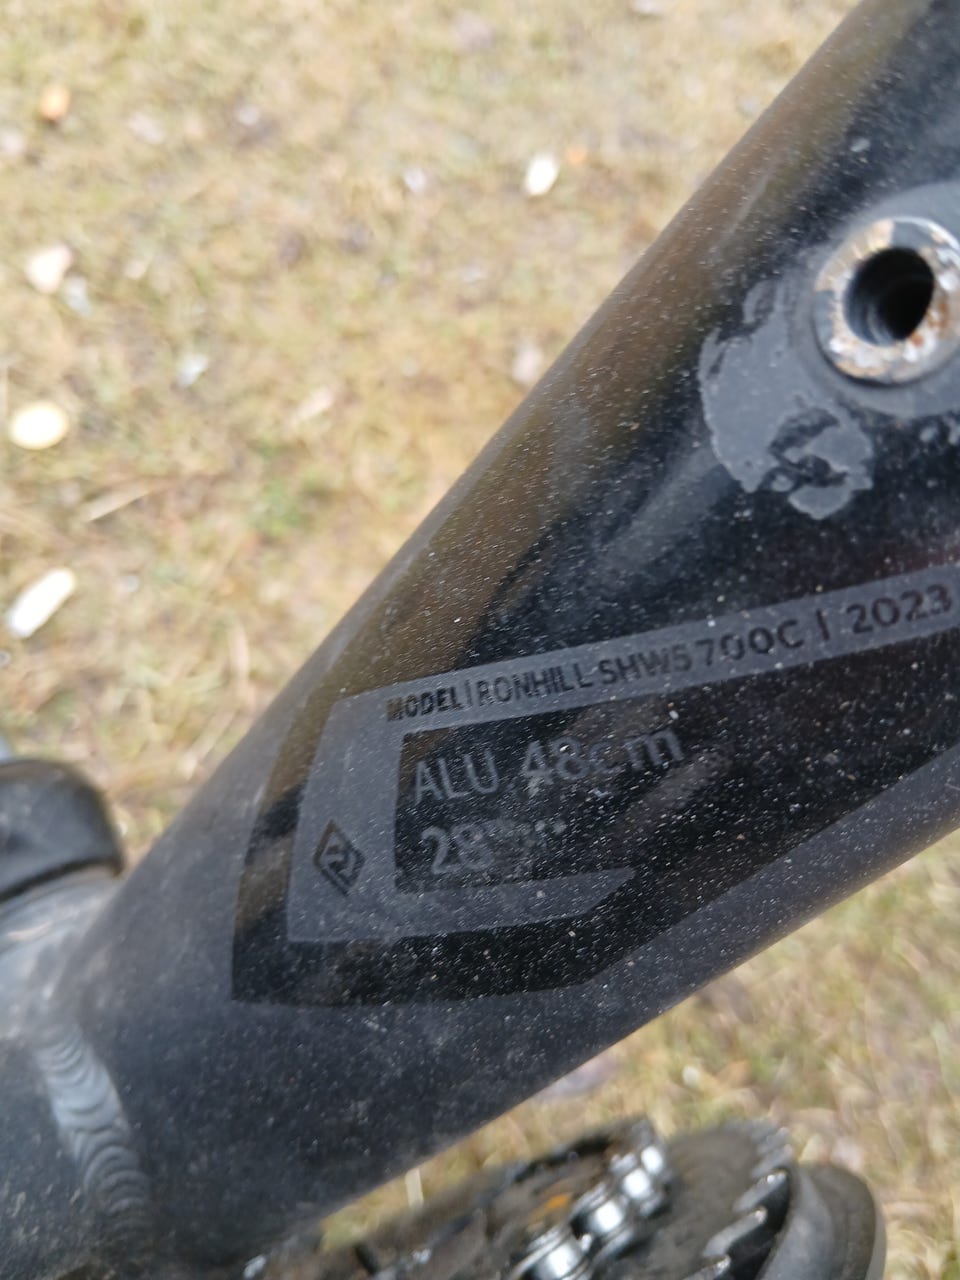 MODEL | RONHILL SHW5 700C | 2023
ALU 48cm
28"